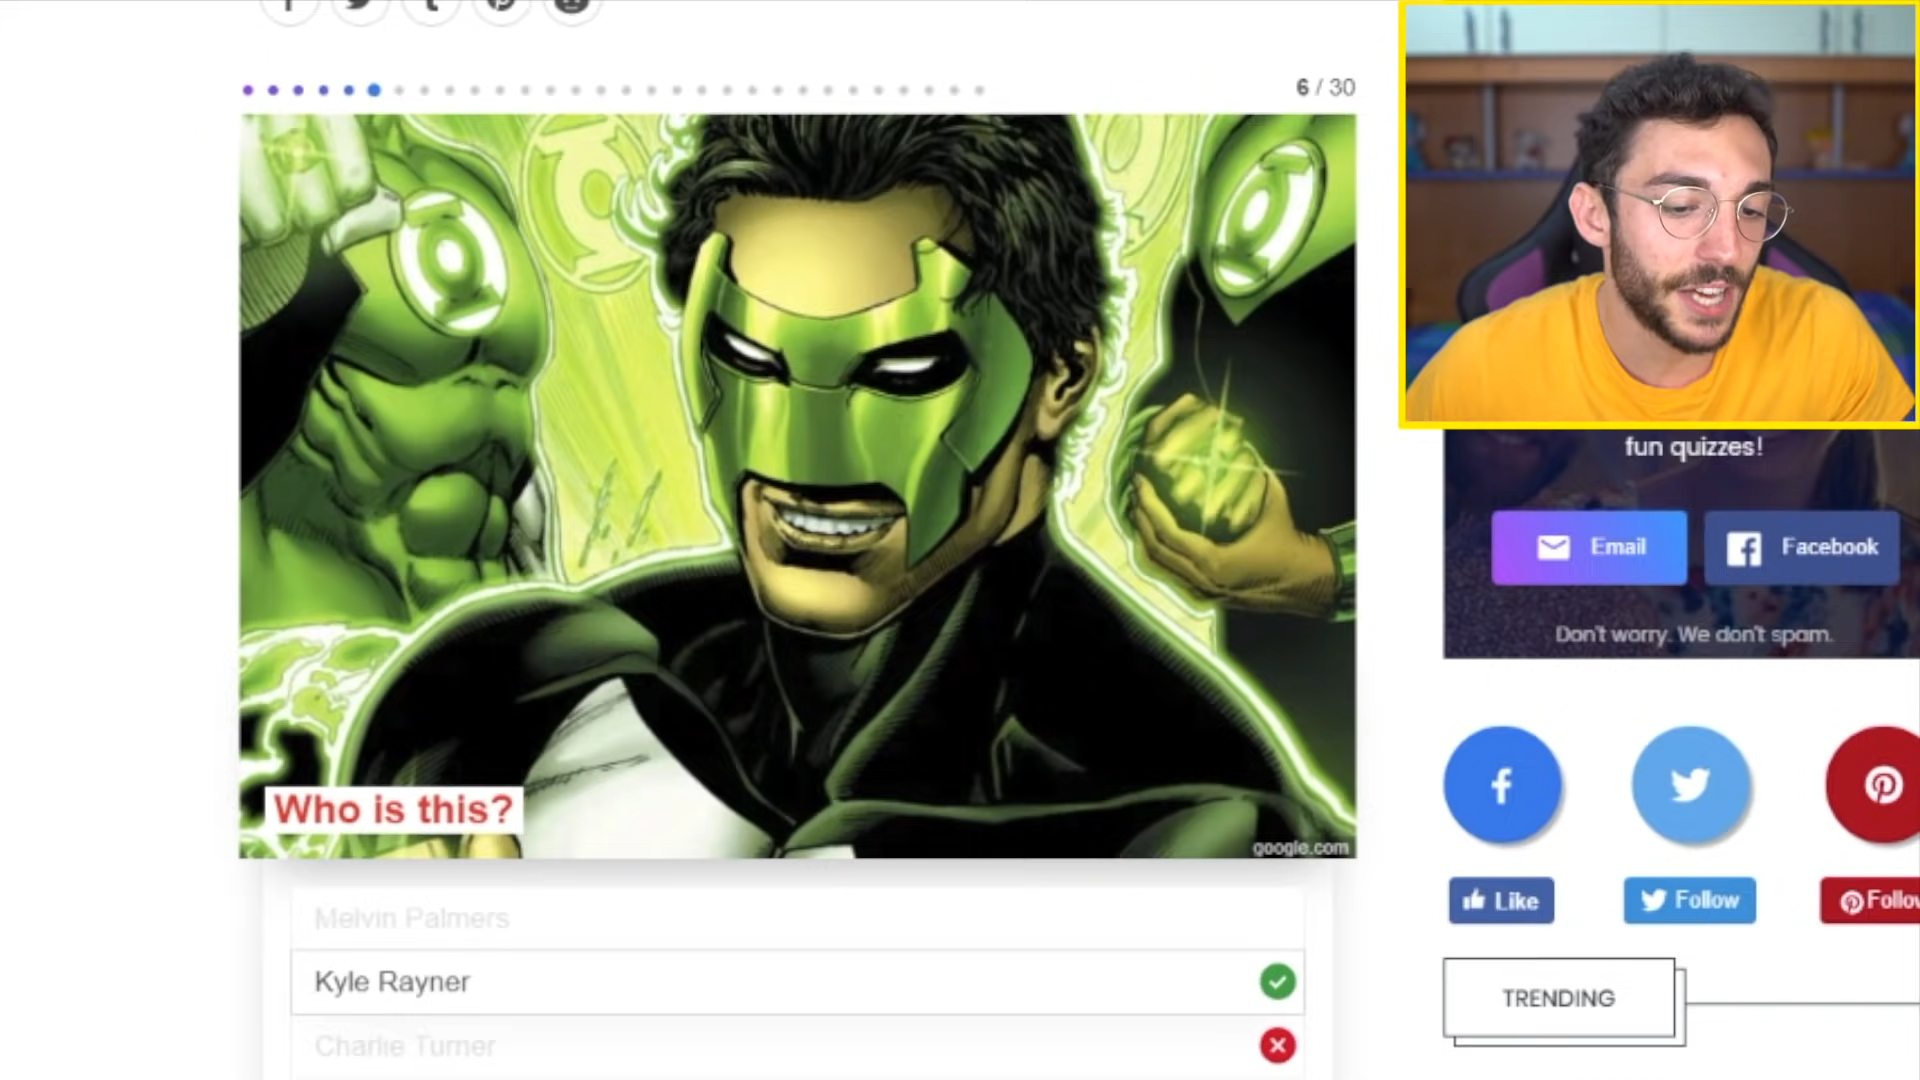 6 / 30
Who is this?
google.com
Melvin Palmers
Kyle Rayner
Charlie Turner
fun quizzes!
Email
Facebook
Don't worry. We don't spam.
Like
Follow
TRENDING